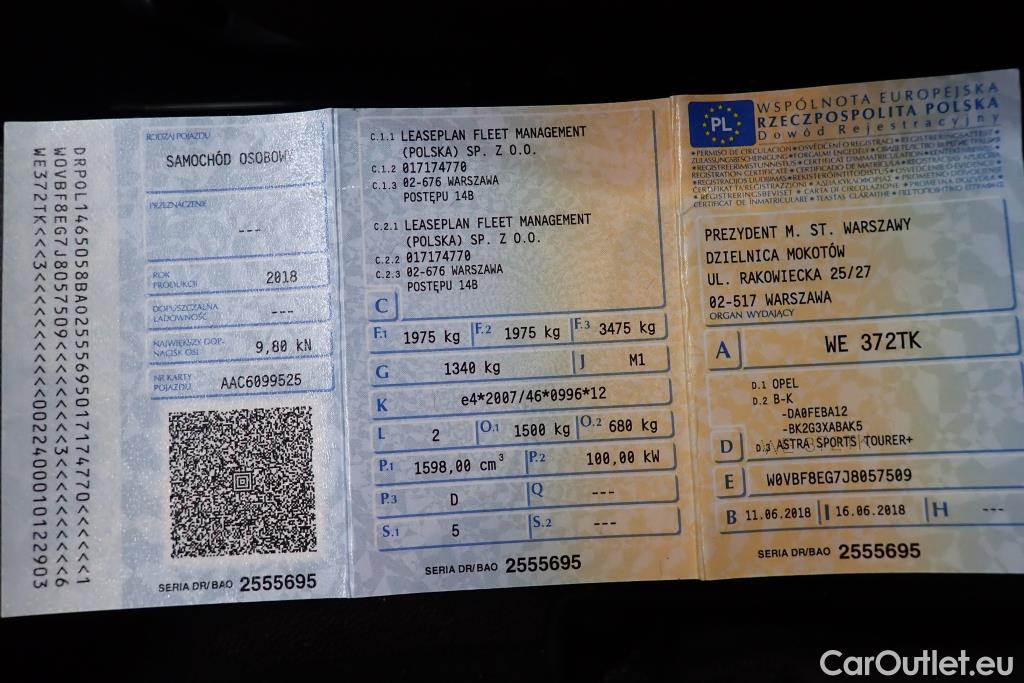 DRPOL1465058BA02555695017174770<<<<<1
W0VBF8EG7J8057509<<<<<<<<3<<<<<<<<6
WE372TK<<<3<<<<<<<<<0022400010122903
RODZAJ POJAZDU
SAMOCHÓD OSOBOWY
PRZEZNACZENIE
---
ROK PRODUKCJI 2018
DOPUSZCZALNA ŁADOWNOŚĆ ---
NAJWIĘKSZY DOP. NACISK OSI 9,80 kN
NR KARTY POJAZDU AAC6099525
SERIA DR/BAO 2555695
C.1.1 LEASEPLAN FLEET MANAGEMENT
(POLSKA) SP. Z O.O.
C.1.2 017174770
C.1.3 02-676 WARSZAWA
POSTĘPU 14B
C.2.1 LEASEPLAN FLEET MANAGEMENT
(POLSKA) SP. Z O.O.
C.2.2 017174770
C.2.3 02-676 WARSZAWA
POSTĘPU 14B
C
F.1 1975 kg F.2 1975 kg F.3 3475 kg
G 1340 kg J M1
K e4*2007/46*0996*12
L 2 O.1 1500 kg O.2 680 kg
P.1 1598,00 cm³ P.2 100,00 kW
P.3 D Q ---
S.1 5 S.2 ---
SERIA DR/BAO 2555695
PL
WSPÓLNOTA EUROPEJSKA
RZECZPOSPOLITA POLSKA
Dowód Rejestracyjny
PREZYDENT M. ST. WARSZAWY
DZIELNICA MOKOTÓW
UL. RAKOWIECKA 25/27
02-517 WARSZAWA
ORGAN WYDAJĄCY
A WE 372TK
D.1 OPEL
D.2 B-K
-DA0FEBA12
-BK2G3XABAK5
D D.3 ASTRA SPORTS TOURER+
E W0VBF8EG7J8057509
B 11.06.2018 I 16.06.2018 H ---
SERIA DR/BAO 2555695
CarOutlet.eu